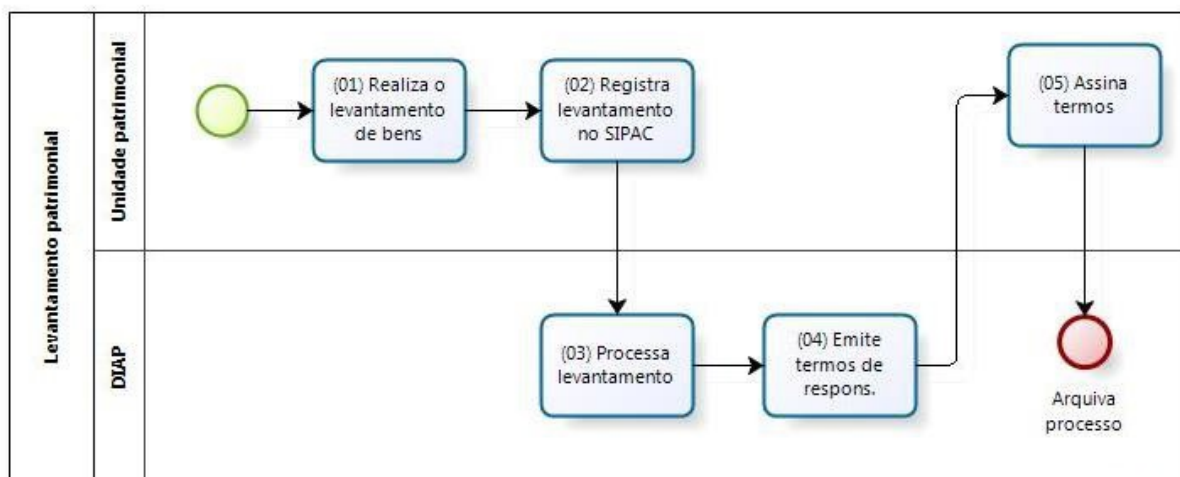 Levantamento patrimonial
Unidade patrimonial
(01) Realiza o
levantamento
de bens
(02) Registra
levantamento
no SIPAC
(05) Assina
termos
DIAP
(03) Processa
levantamento
(04) Emite
termos de
respons.
Arquiva
processo